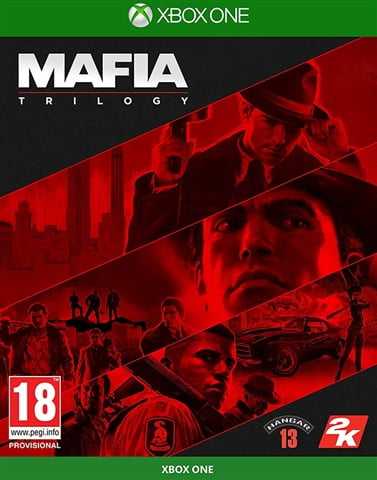 XBOX ONE
MAFIA
TRILOGY
18
www.pegi.info
PROVISIONAL
HANGAR
13
2K
XBOX ONE